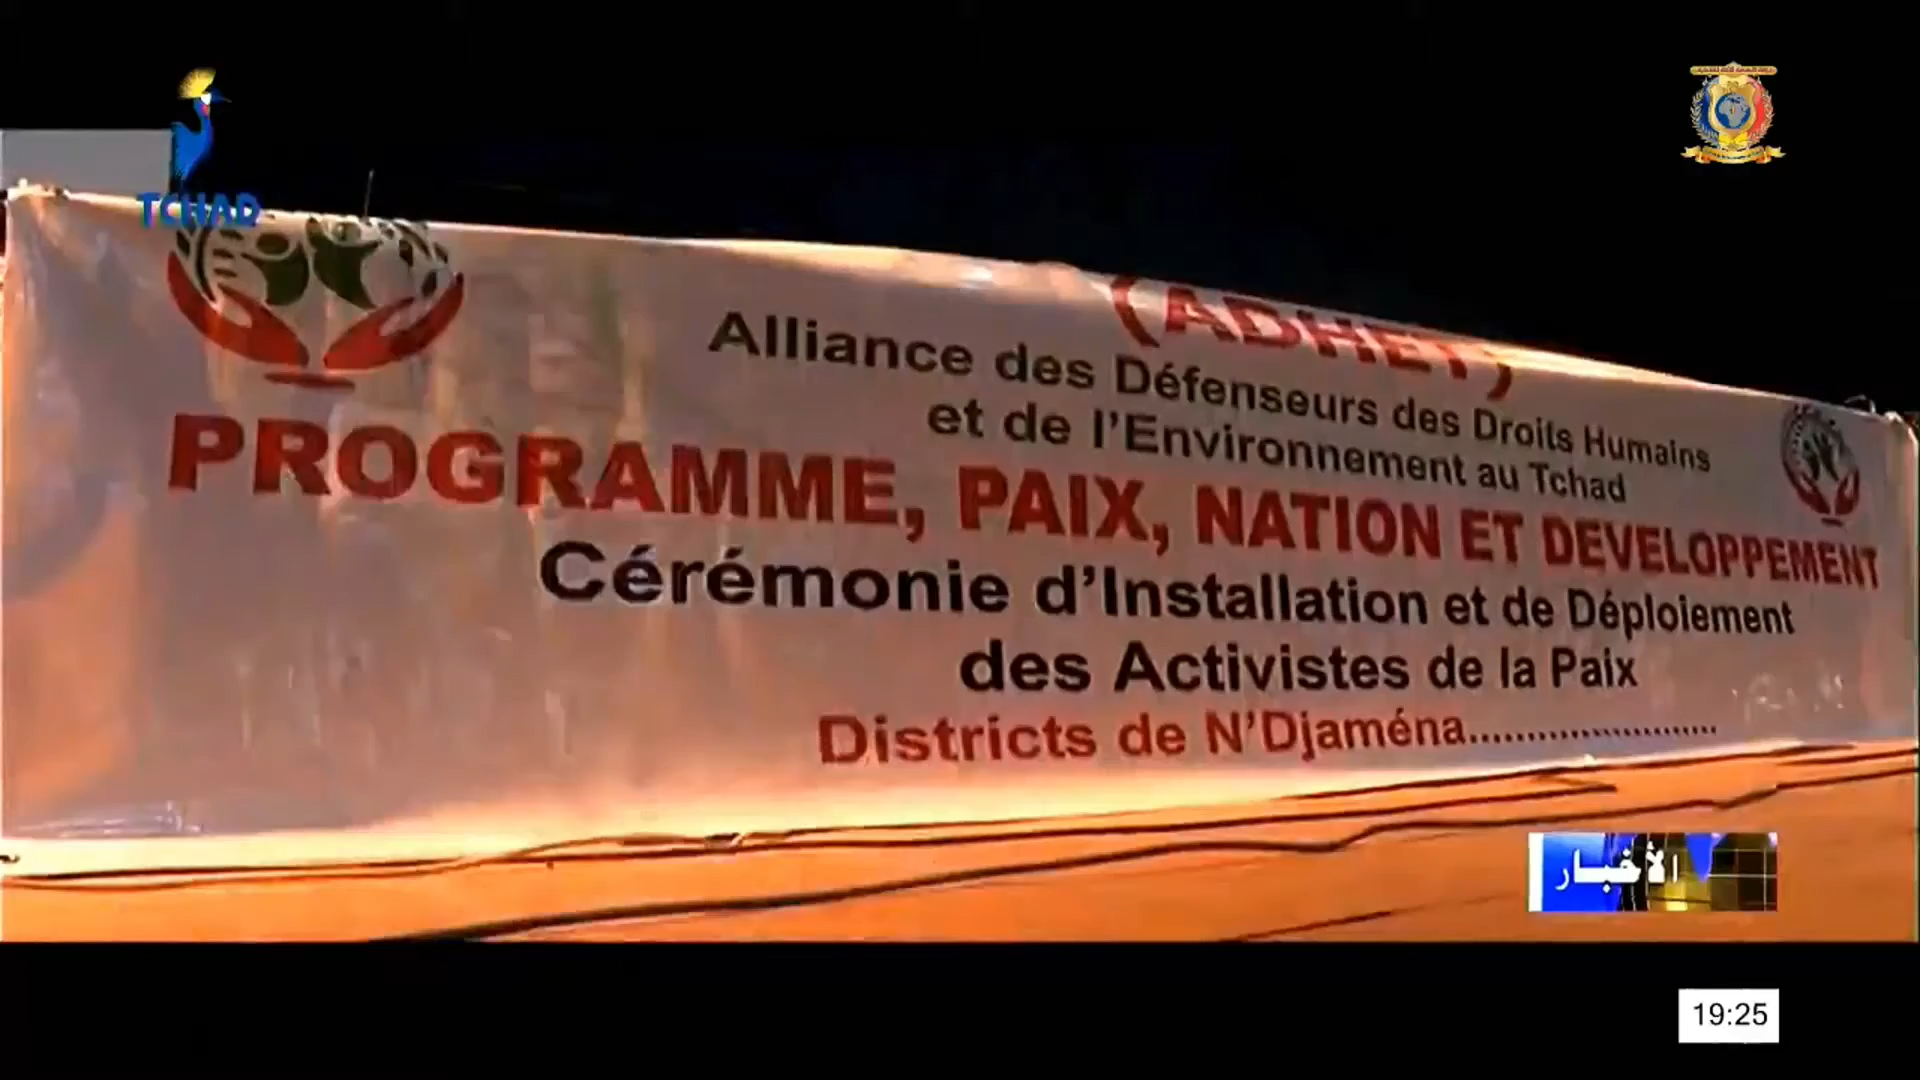 TCHAD
(ADHET)
Alliance des Défenseurs des Droits Humains
et de l'Environnement au Tchad
PROGRAMME, PAIX, NATION ET DEVELOPPEMENT
Cérémonie d'Installation et de Déploiement
des Activistes de la Paix
Districts de N'Djaména.......................
الأخبار
19:25